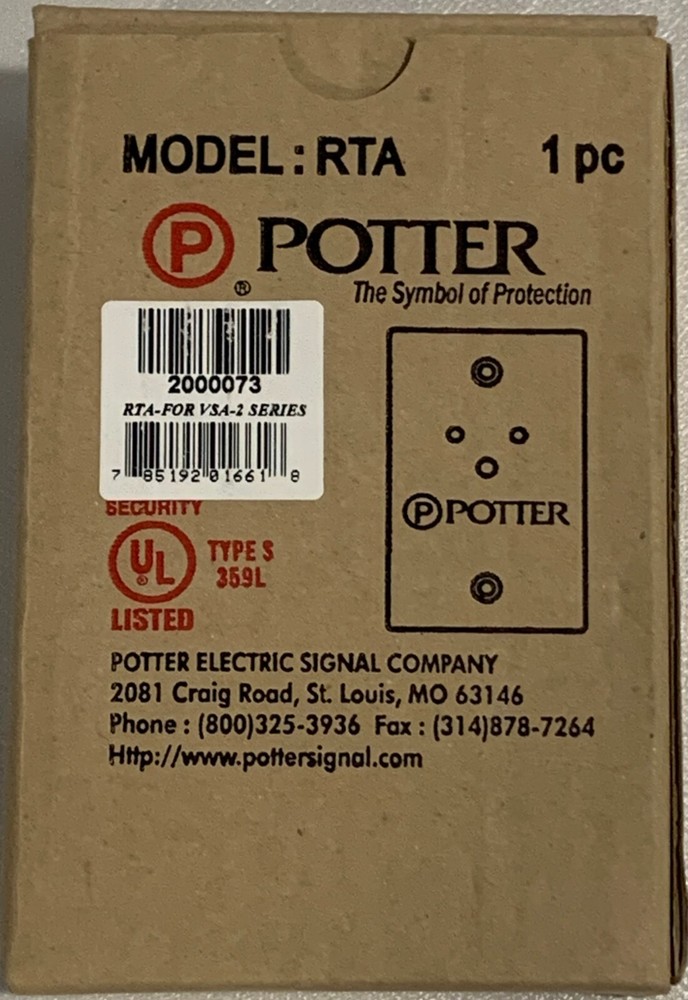 MODEL : RTA 1 pc
P POTTER
®
The Symbol of Protection
2000073
RTA-FOR VSA-2 SERIES
7 85192 01661 8
SECURITY
UL ® TYPE S
359L
LISTED
P POTTER
POTTER ELECTRIC SIGNAL COMPANY
2081 Craig Road, St. Louis, MO 63146
Phone : (800)325-3936 Fax : (314)878-7264
Http://www.pottersignal.com